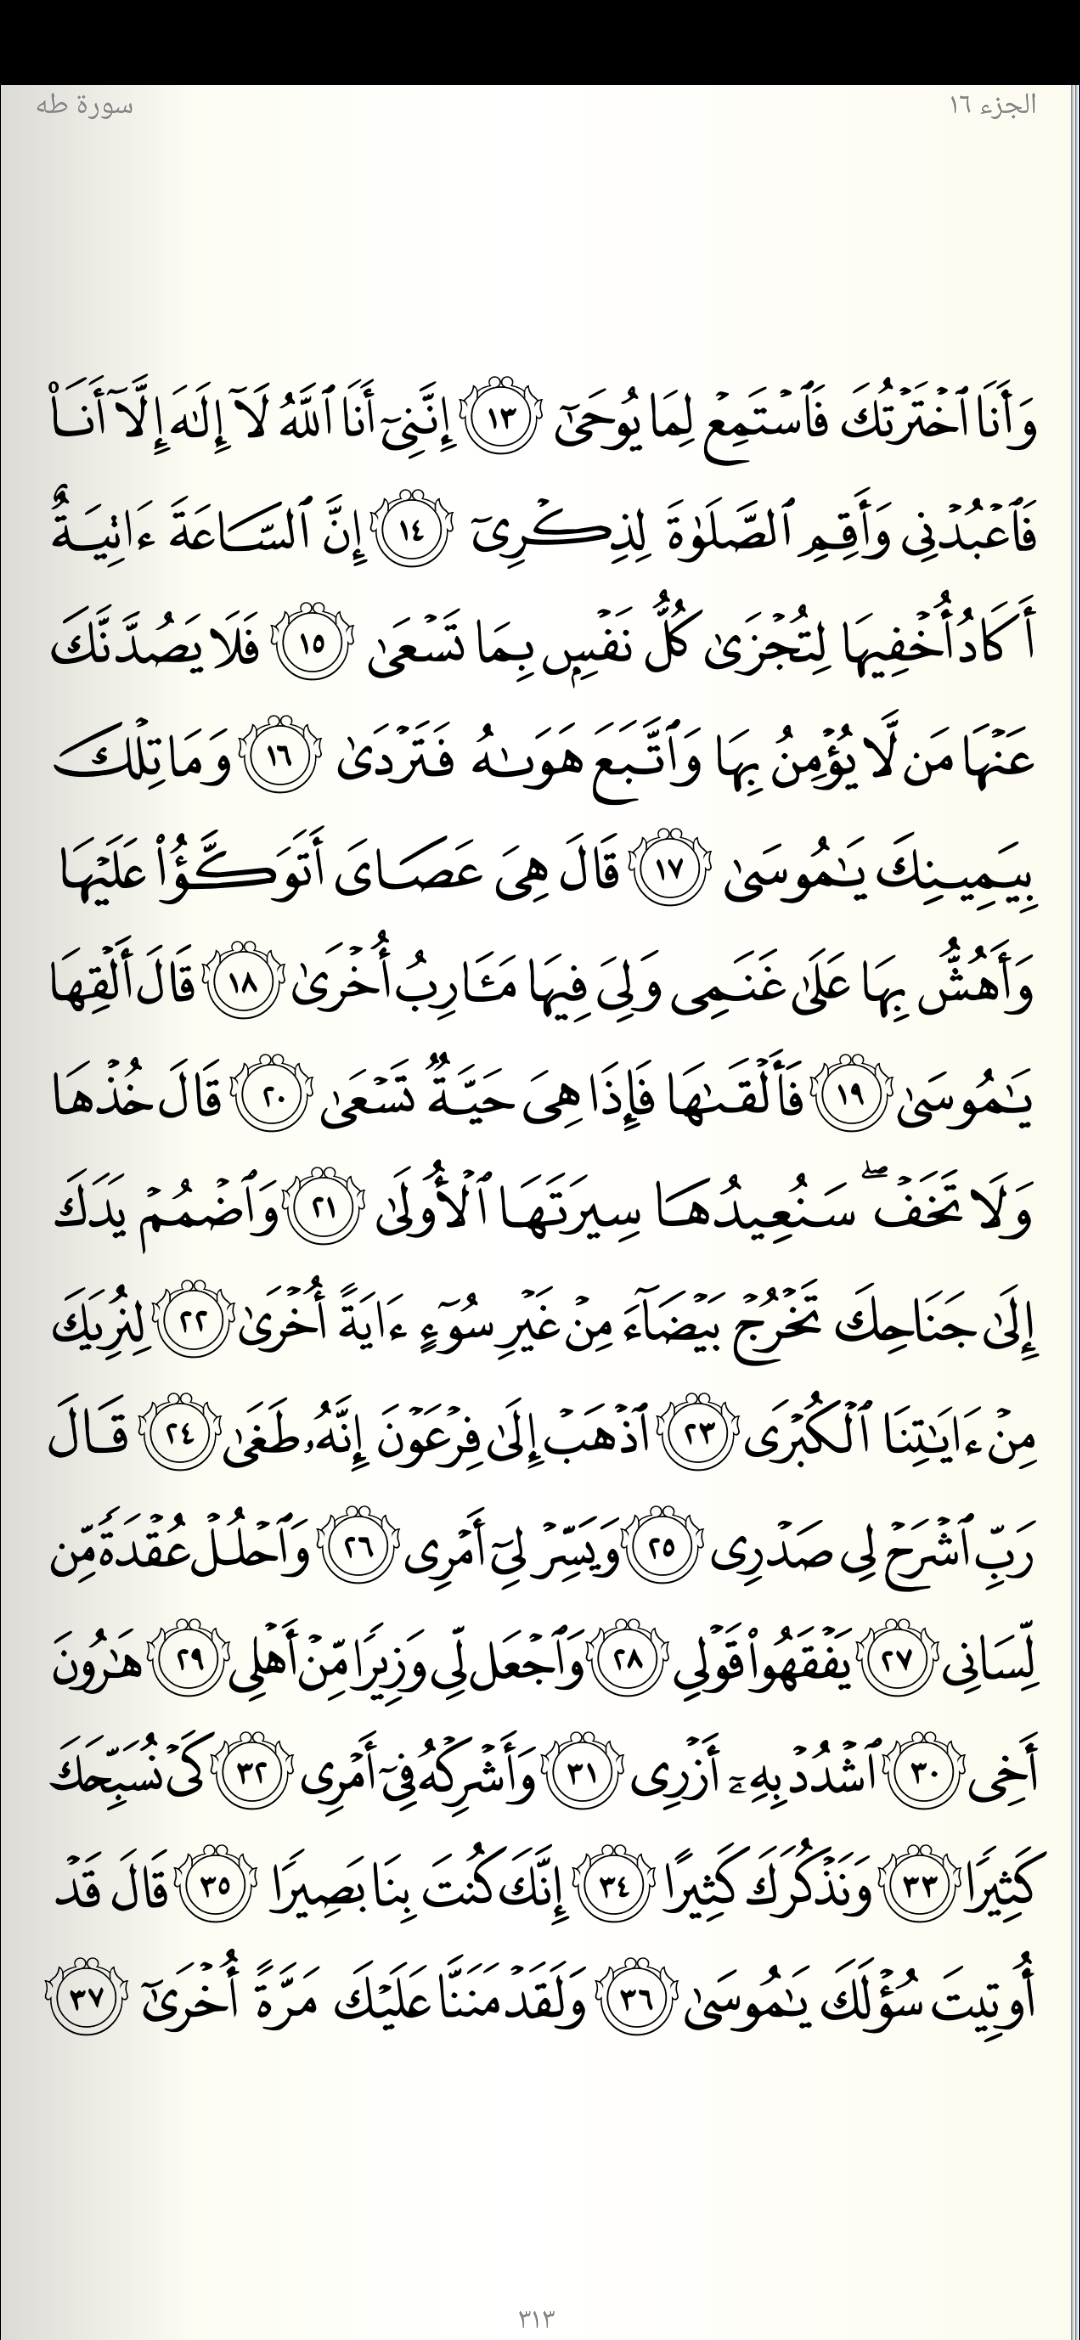 الجزء ١٦
سورة طه
وَأَنَا ٱخْتَرْتُكَ فَٱسْتَمِعْ لِمَا يُوحَىٰٓ ١٣ إِنَّنِىٓ أَنَا ٱللَّهُ لَآ إِلَٰهَ إِلَّآ أَنَا۠
فَٱعْبُدْنِى وَأَقِمِ ٱلصَّلَوٰةَ لِذِكْرِىٓ ١٤ إِنَّ ٱلسَّاعَةَ ءَاتِيَةٌ
أَكَادُ أُخْفِيهَا لِتُجْزَىٰ كُلُّ نَفْسٍۭ بِمَا تَسْعَىٰ ١٥ فَلَا يَصُدَّنَّكَ
عَنْهَا مَن لَّا يُؤْمِنُ بِهَا وَٱتَّبَعَ هَوَىٰهُ فَتَرْدَىٰ ١٦ وَمَا تِلْكَ
بِيَمِينِكَ يَٰمُوسَىٰ ١٧ قَالَ هِىَ عَصَاىَ أَتَوَكَّؤُا۟ عَلَيْهَا
وَأَهُشُّ بِهَا عَلَىٰ غَنَمِى وَلِىَ فِيهَا مَـَٔارِبُ أُخْرَىٰ ١٨ قَالَ أَلْقِهَا
يَٰمُوسَىٰ ١٩ فَأَلْقَىٰهَا فَإِذَا هِىَ حَيَّةٌ تَسْعَىٰ ٢٠ قَالَ خُذْهَا
وَلَا تَخَفْ ۖ سَنُعِيدُهَا سِيرَتَهَا ٱلْأُولَىٰ ٢١ وَٱضْمُمْ يَدَكَ
إِلَىٰ جَنَاحِكَ تَخْرُجْ بَيْضَآءَ مِنْ غَيْرِ سُوٓءٍ ءَايَةً أُخْرَىٰ ٢٢ لِنُرِيَكَ
مِنْ ءَايَٰتِنَا ٱلْكُبْرَى ٢٣ ٱذْهَبْ إِلَىٰ فِرْعَوْنَ إِنَّهُۥ طَغَىٰ ٢٤ قَالَ
رَبِّ ٱشْرَحْ لِى صَدْرِى ٢٥ وَيَسِّرْ لِىٓ أَمْرِى ٢٦ وَٱحْلُلْ عُقْدَةً مِّن
لِّسَانِى ٢٧ يَفْقَهُوا۟ قَوْلِى ٢٨ وَٱجْعَل لِّى وَزِيرًا مِّنْ أَهْلِى ٢٩ هَٰرُونَ
أَخِى ٣٠ ٱشْدُدْ بِهِۦٓ أَزْرِى ٣١ وَأَشْرِكْهُ فِىٓ أَمْرِى ٣٢ كَىْ نُسَبِّحَكَ
كَثِيرًا ٣٣ وَنَذْكُرَكَ كَثِيرًا ٣٤ إِنَّكَ كُنتَ بِنَا بَصِيرًا ٣٥ قَالَ قَدْ
أُوتِيتَ سُؤْلَكَ يَٰمُوسَىٰ ٣٦ وَلَقَدْ مَنَنَّا عَلَيْكَ مَرَّةً أُخْرَىٰٓ ٣٧
٣١٣